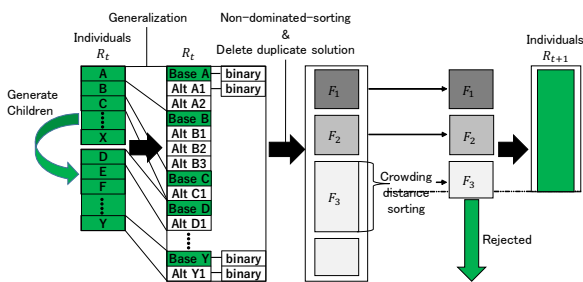 Generalization
Individuals
R_t
Generate
Children
A
B
C
X
D
E
F
Y
R_t
Base A
binary
Alt A1
binary
Alt A2
Base B
Alt B1
Alt B2
Alt B3
Base C
Alt C1
Base D
Alt D1
Base Y
binary
Alt Y1
binary
Non-dominated-sorting
&
Delete duplicate solution
F_1
F_2
F_3
Crowding
distance
sorting
F_1
F_2
F_3
Rejected
Individuals
R_{t+1}